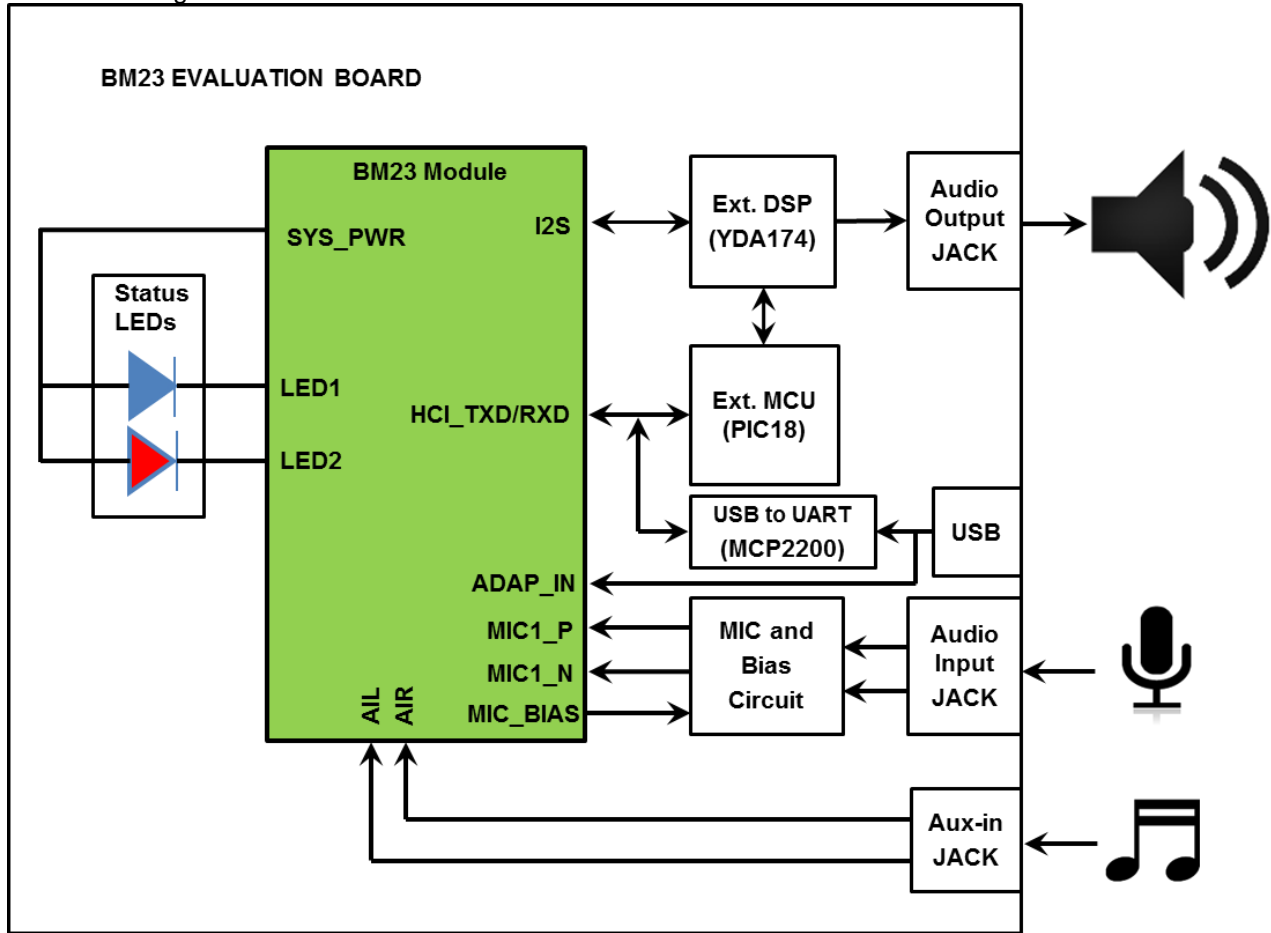 BM23 EVALUATION BOARD
BM23 Module
SYS_PWR
I2S
Status
LEDs
LED1
LED2
HCI_TXD/RXD
ADAP_IN
MIC1_P
MIC1_N
MIC_BIAS
AIL
AIR
Ext. DSP
(YDA174)
Audio
Output
JACK
Ext. MCU
(PIC18)
USB to UART
(MCP2200)
USB
MIC and
Bias
Circuit
Audio
Input
JACK
Aux-in
JACK